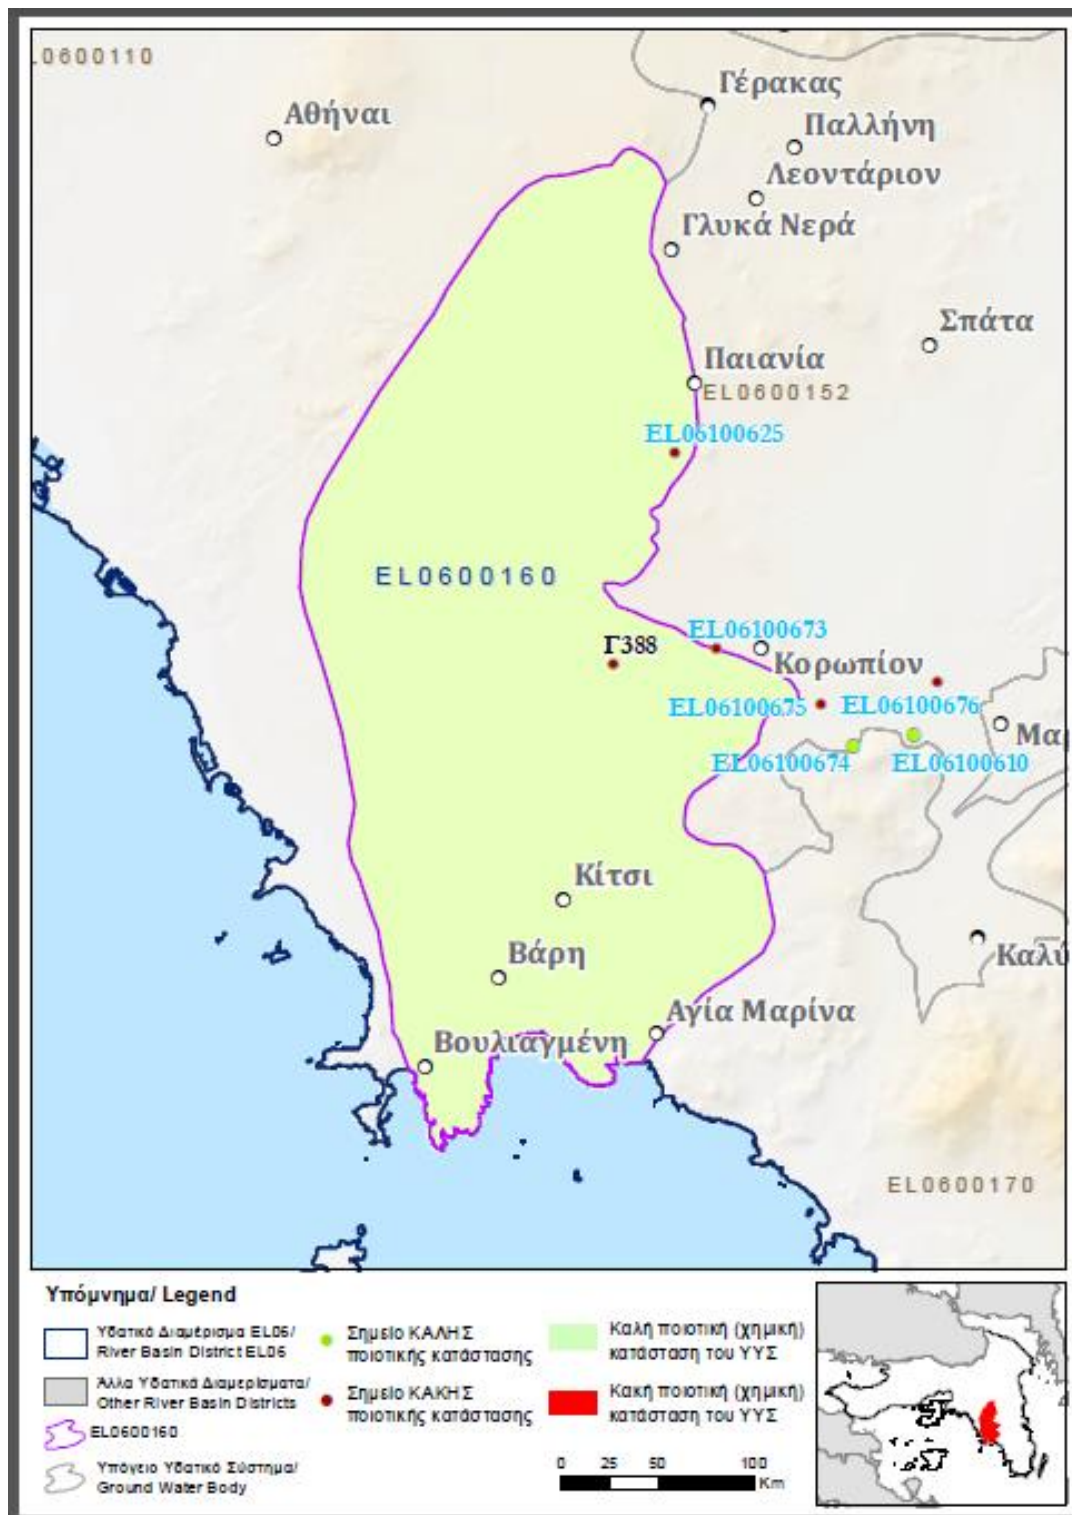 L0600110
Αθήναι
Γέρακας
Παλλήνη
Λεοντάριον
Γλυκά Νερά
Σπάτα
Παιανία
EL0600152
EL06100625
EL0600160
EL06100673
Γ388
Κορωπίον
EL06100675
EL06100676
Μαρ
EL06100674
EL06100610
Κίτσι
Βάρη
Καλύ
Αγία Μαρίνα
Βουλιαγμένη
EL0600170
Υπόμνημα/ Legend
Υδατικό Διαμέρισμα EL06/
River Basin District EL06
Άλλα Υδατικά Διαμερίσματα/
Other River Basin Districts
EL0600160
Υπόγειο Υδατικό Σύστημα/
Ground Water Body
Σημείο ΚΑΛΗΣ
ποιοτικής κατάστασης
Σημείο ΚΑΚΗΣ
ποιοτικής κατάστασης
Καλή ποιοτική (χημική)
κατάσταση του ΥΥΣ
Κακή ποιοτική (χημική)
κατάσταση του ΥΥΣ
0 25 50 100
Km